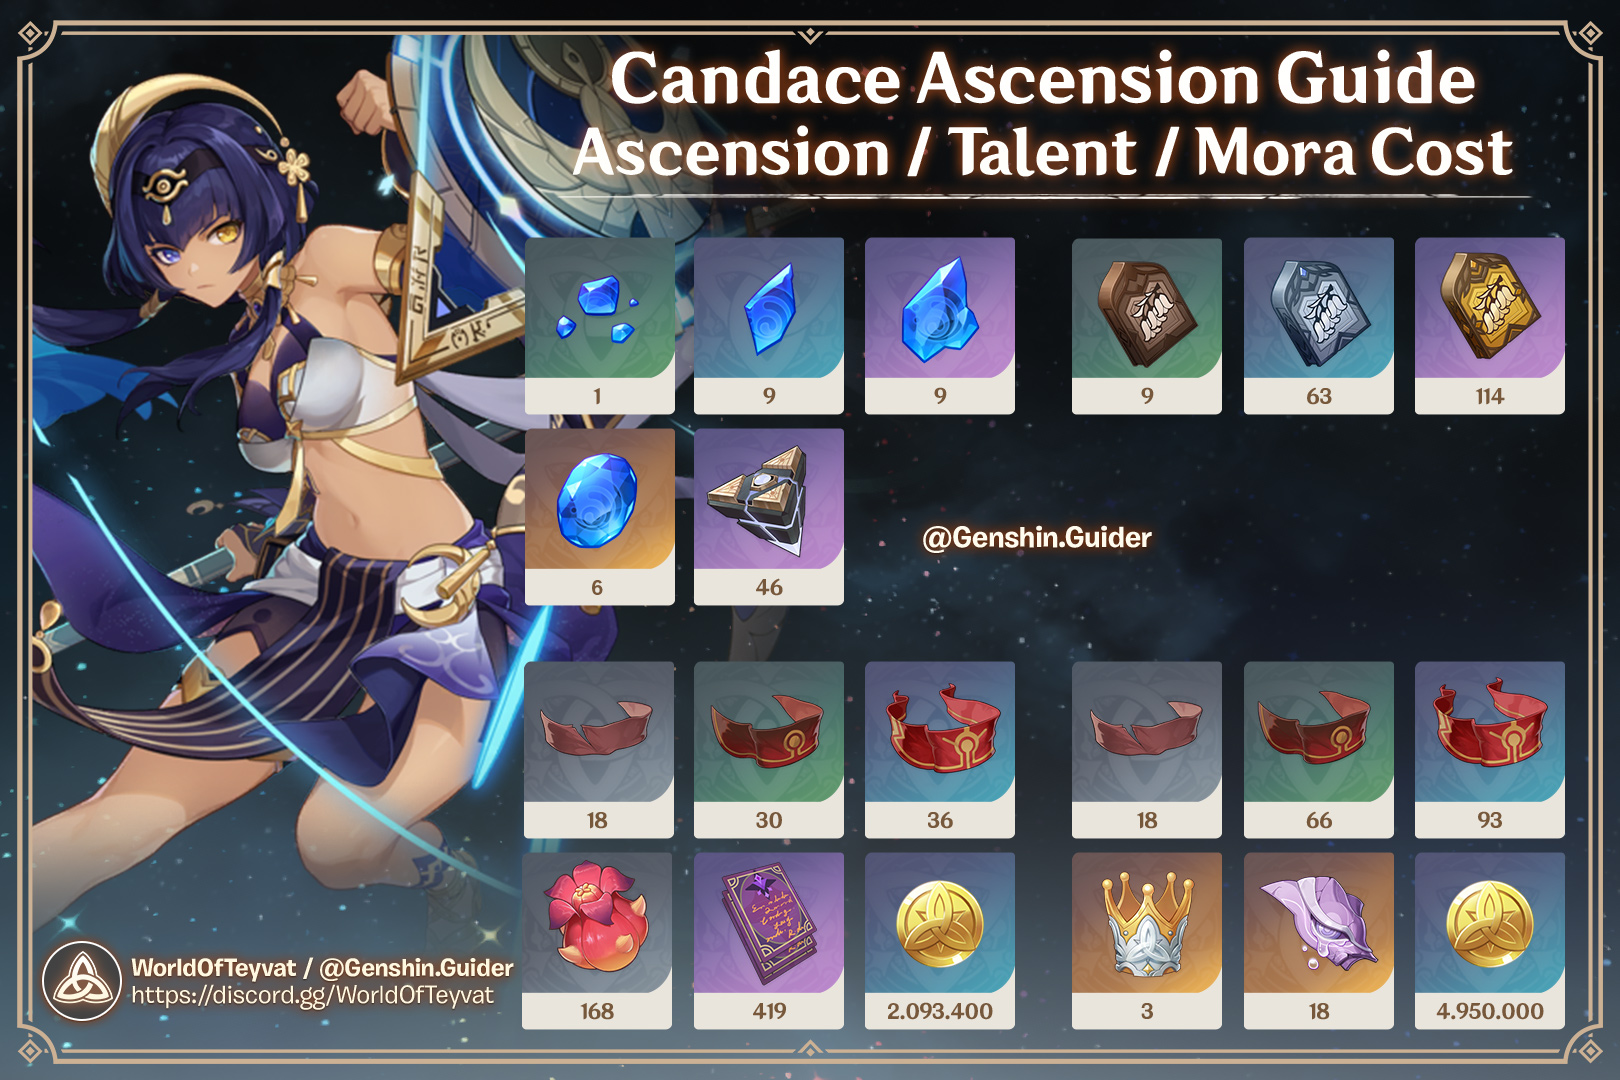 Candace Ascension Guide
Ascension / Talent / Mora Cost
1 9 9 9 63 114
6 46
@Genshin.Guider
18 30 36 18 66 93
168 419 2.093.400 3 18 4.950.000
WorldOfTeyvat / @Genshin.Guider
https://discord.gg/WorldOfTeyvat